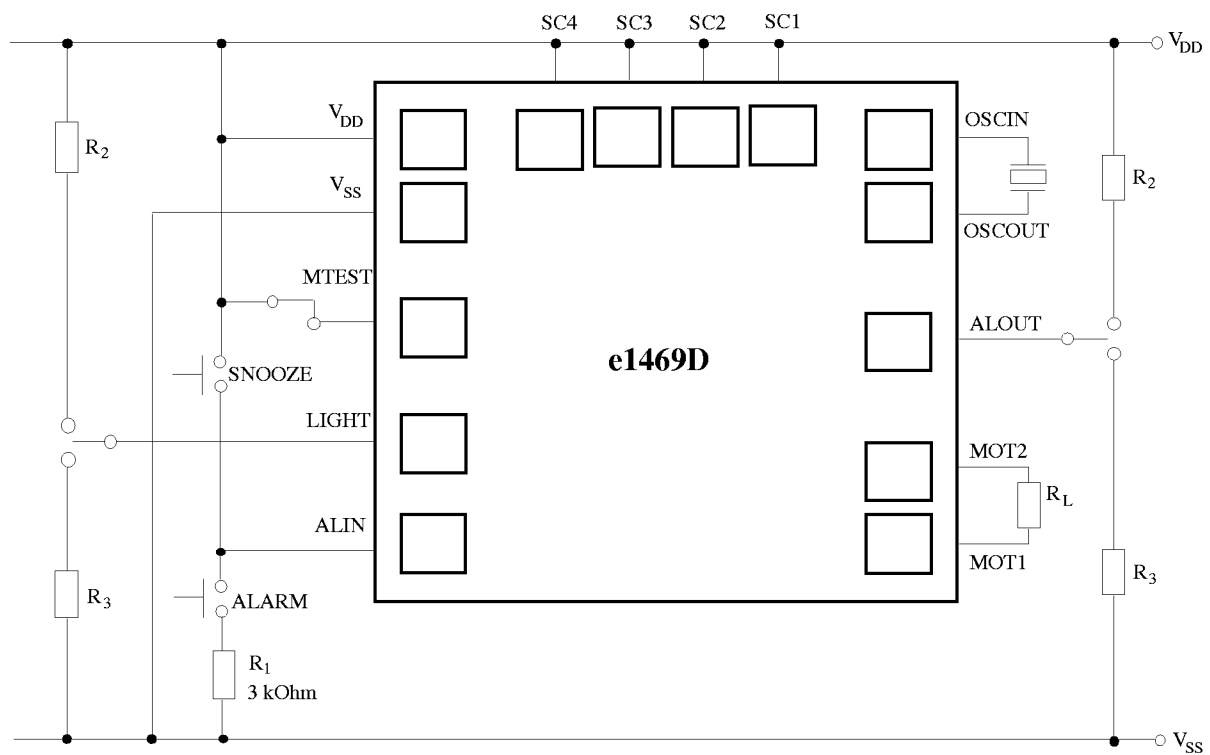 SC4 SC3 SC2 SC1
VDD
VDD
OSCIN
R2
R2
VSS
OSCOUT
MTEST
ALOUT
e1469D
SNOOZE
LIGHT
MOT2
RL
ALIN
MOT1
R3
R3
ALARM
R1
3 kOhm
VSS